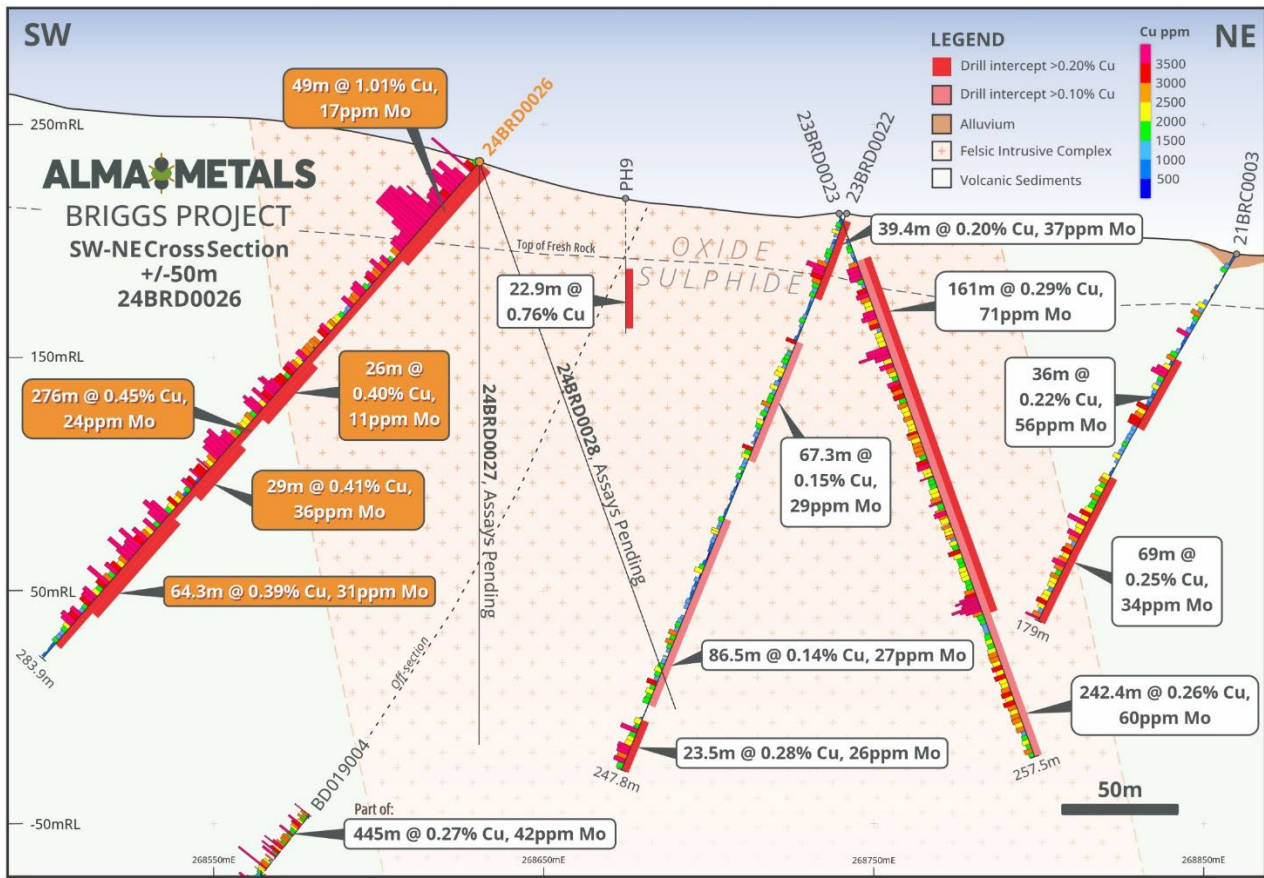 SW
NE
LEGEND
Drill intercept >0.20% Cu
Drill intercept >0.10% Cu
Alluvium
Felsic Intrusive Complex
Volcanic Sediments
Cu ppm
3500
3000
2500
2000
1500
1000
500
250mRL
150mRL
50mRL
-50mRL
ALMA METALS
BRIGGS PROJECT
SW-NE Cross Section
+/-50m
24BRD0026
49m @ 1.01% Cu,
17ppm Mo
24BRD0026
PH9
23BRD0023
23BRD0022
21BRC0003
Top of Fresh Rock
OXIDE
SULPHIDE
39.4m @ 0.20% Cu, 37ppm Mo
22.9m @
0.76% Cu
161m @ 0.29% Cu,
71ppm Mo
276m @ 0.45% Cu,
24ppm Mo
26m @
0.40% Cu,
11ppm Mo
36m @
0.22% Cu,
56ppm Mo
24BRD0027, Assays Pending
24BRD0028, Assays Pending
67.3m @
0.15% Cu,
29ppm Mo
29m @ 0.41% Cu,
36ppm Mo
64.3m @ 0.39% Cu, 31ppm Mo
69m @
0.25% Cu,
34ppm Mo
179m
283.9m
Off-section
86.5m @ 0.14% Cu, 27ppm Mo
242.4m @ 0.26% Cu,
60ppm Mo
23.5m @ 0.28% Cu, 26ppm Mo
247.8m
257.5m
BD019004
50m
Part of:
445m @ 0.27% Cu, 42ppm Mo
268550mE
268650mE
268750mE
268850mE